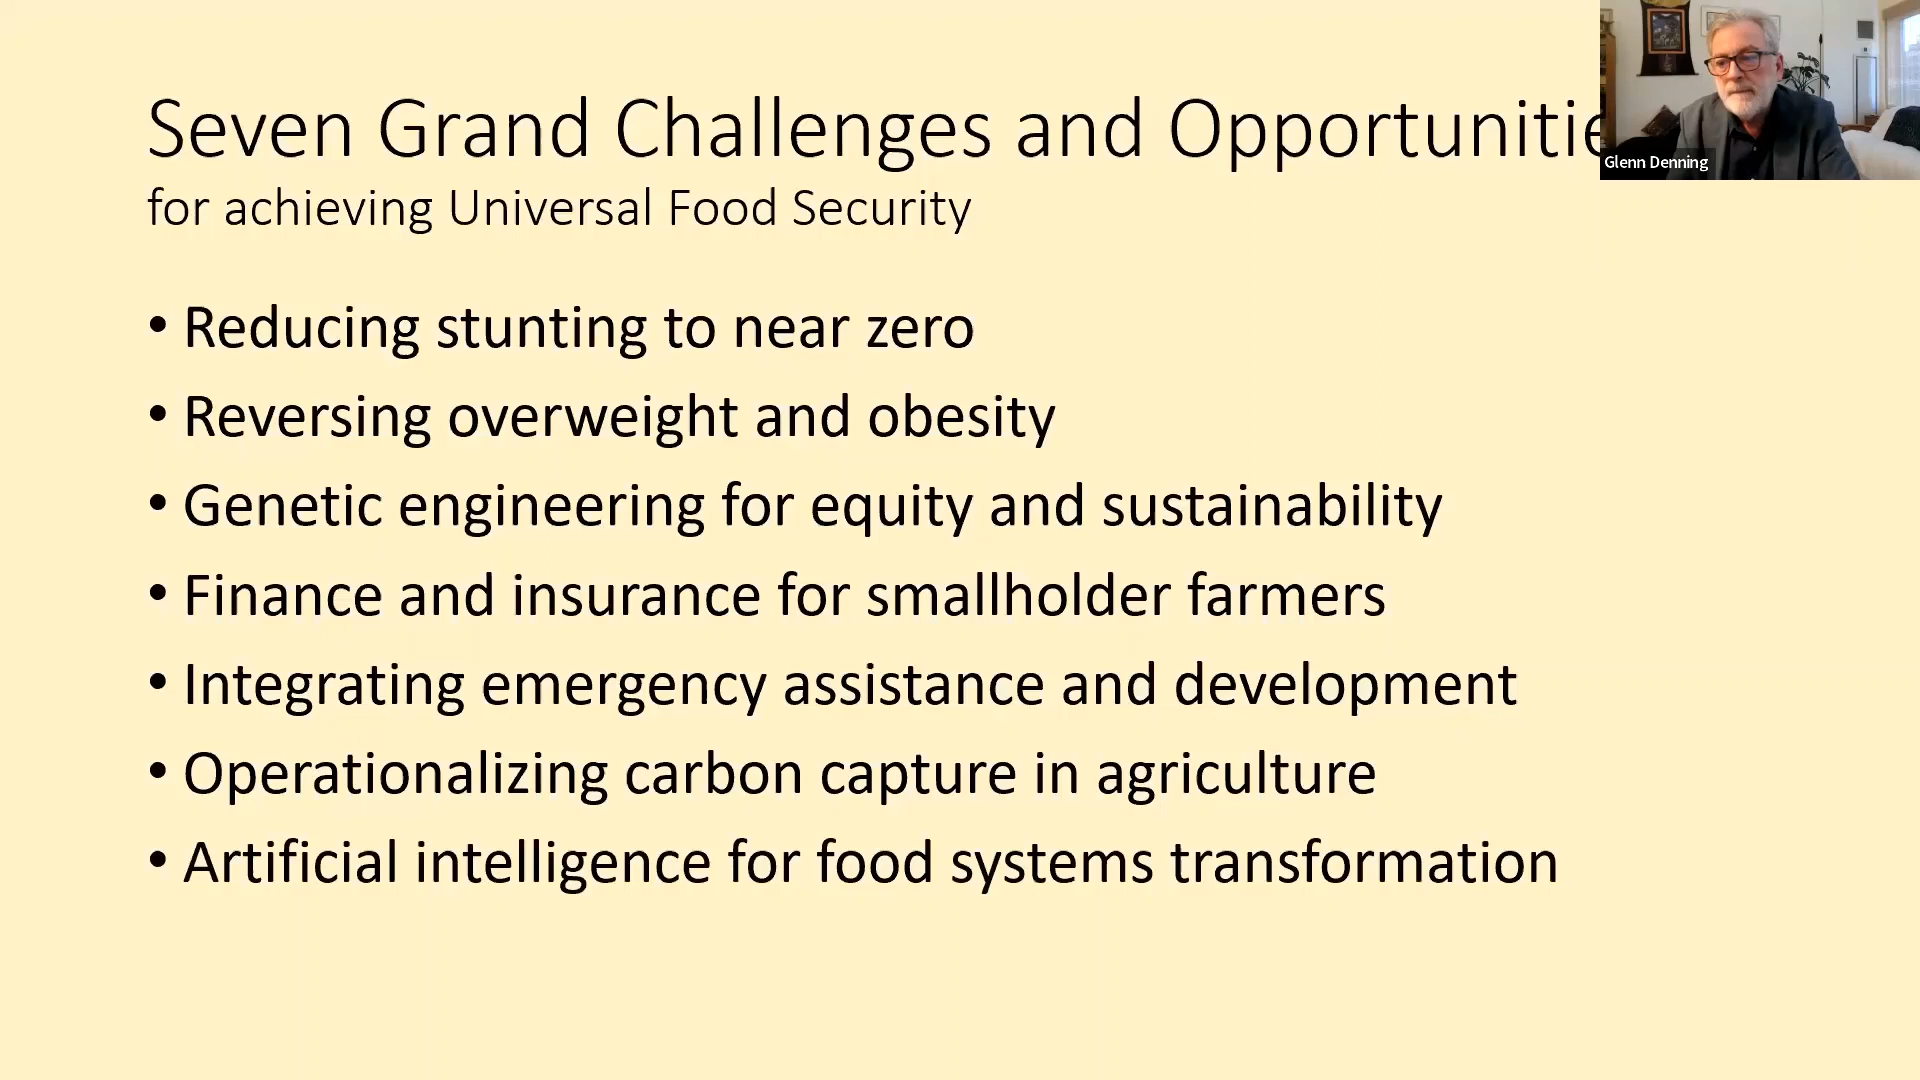 Seven Grand Challenges and Opportunitie
for achieving Universal Food Security
• Reducing stunting to near zero
• Reversing overweight and obesity
• Genetic engineering for equity and sustainability
• Finance and insurance for smallholder farmers
• Integrating emergency assistance and development
• Operationalizing carbon capture in agriculture
• Artificial intelligence for food systems transformation
Glenn Denning